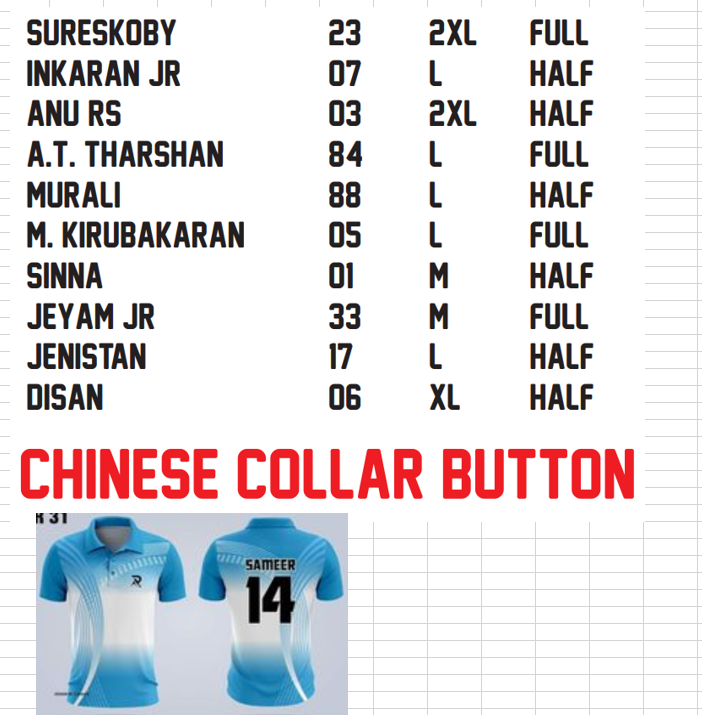 SURESKOBY 23 2XL FULL
INKARAN JR 07 L HALF
ANU RS 03 2XL HALF
A.T. THARSHAN 84 L FULL
MURALI 88 L HALF
M. KIRUBAKARAN 05 L FULL
SINNA 01 M HALF
JEYAM JR 33 M FULL
JENISTAN 17 L HALF
DISAN 06 XL HALF
CHINESE COLLAR BUTTON
R 31
SAMEER
14